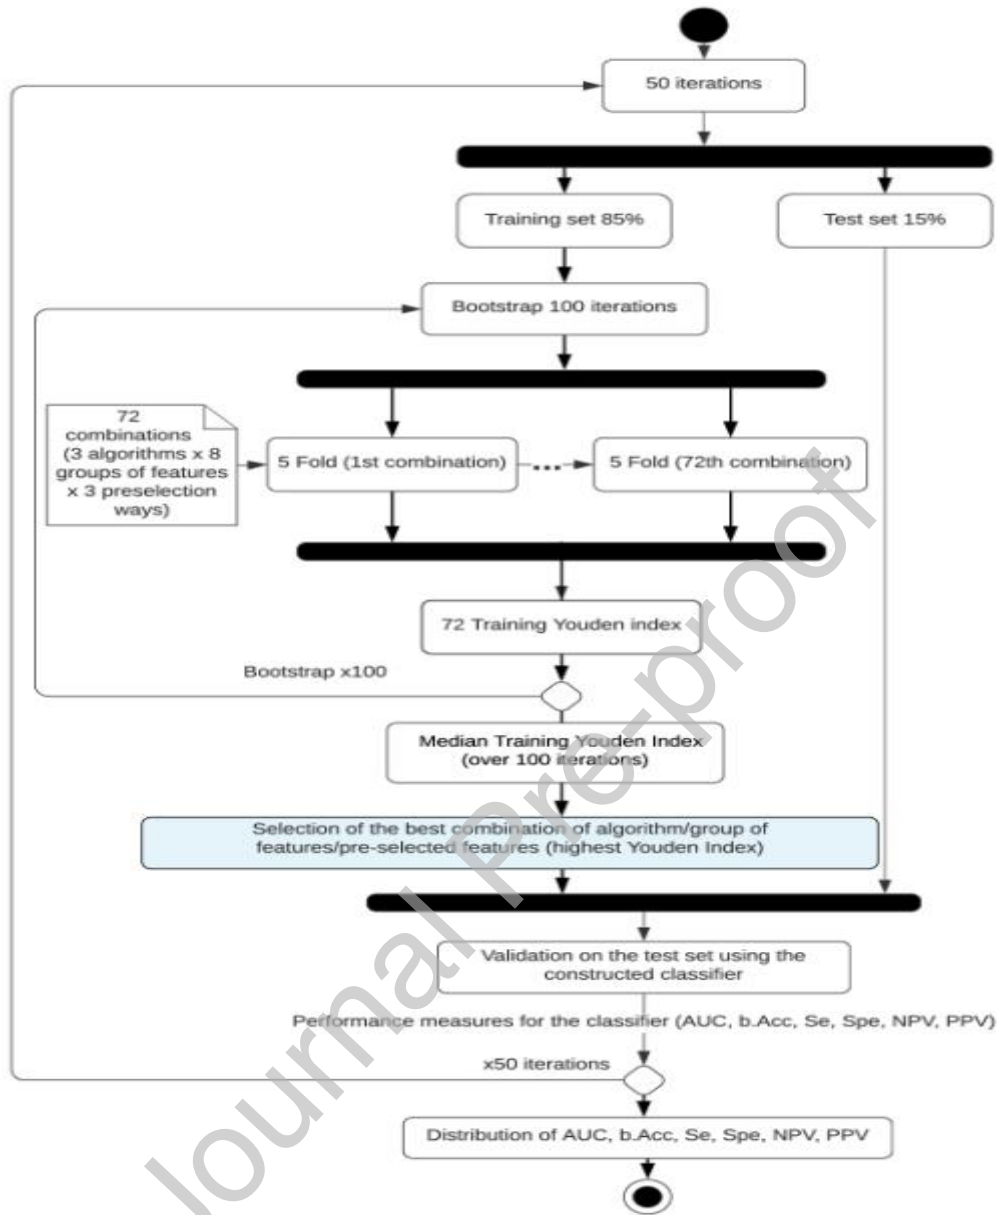 50 iterations
Training set 85%
Test set 15%
Bootstrap 100 iterations
72
combinations
(3 algorithms x 8
groups of features
x 3 preselection
ways)
5 Fold (1st combination)
...
5 Fold (72th combination)
72 Training Youden index
Bootstrap x100
Median Training Youden Index
(over 100 iterations)
Selection of the best combination of algorithm/group of
features/pre-selected features (highest Youden Index)
Validation on the test set using the
constructed classifier
Performance measures for the classifier (AUC, b.Acc, Se, Spe, NPV, PPV)
x50 iterations
Distribution of AUC, b.Acc, Se, Spe, NPV, PPV
Journal Pre-proof